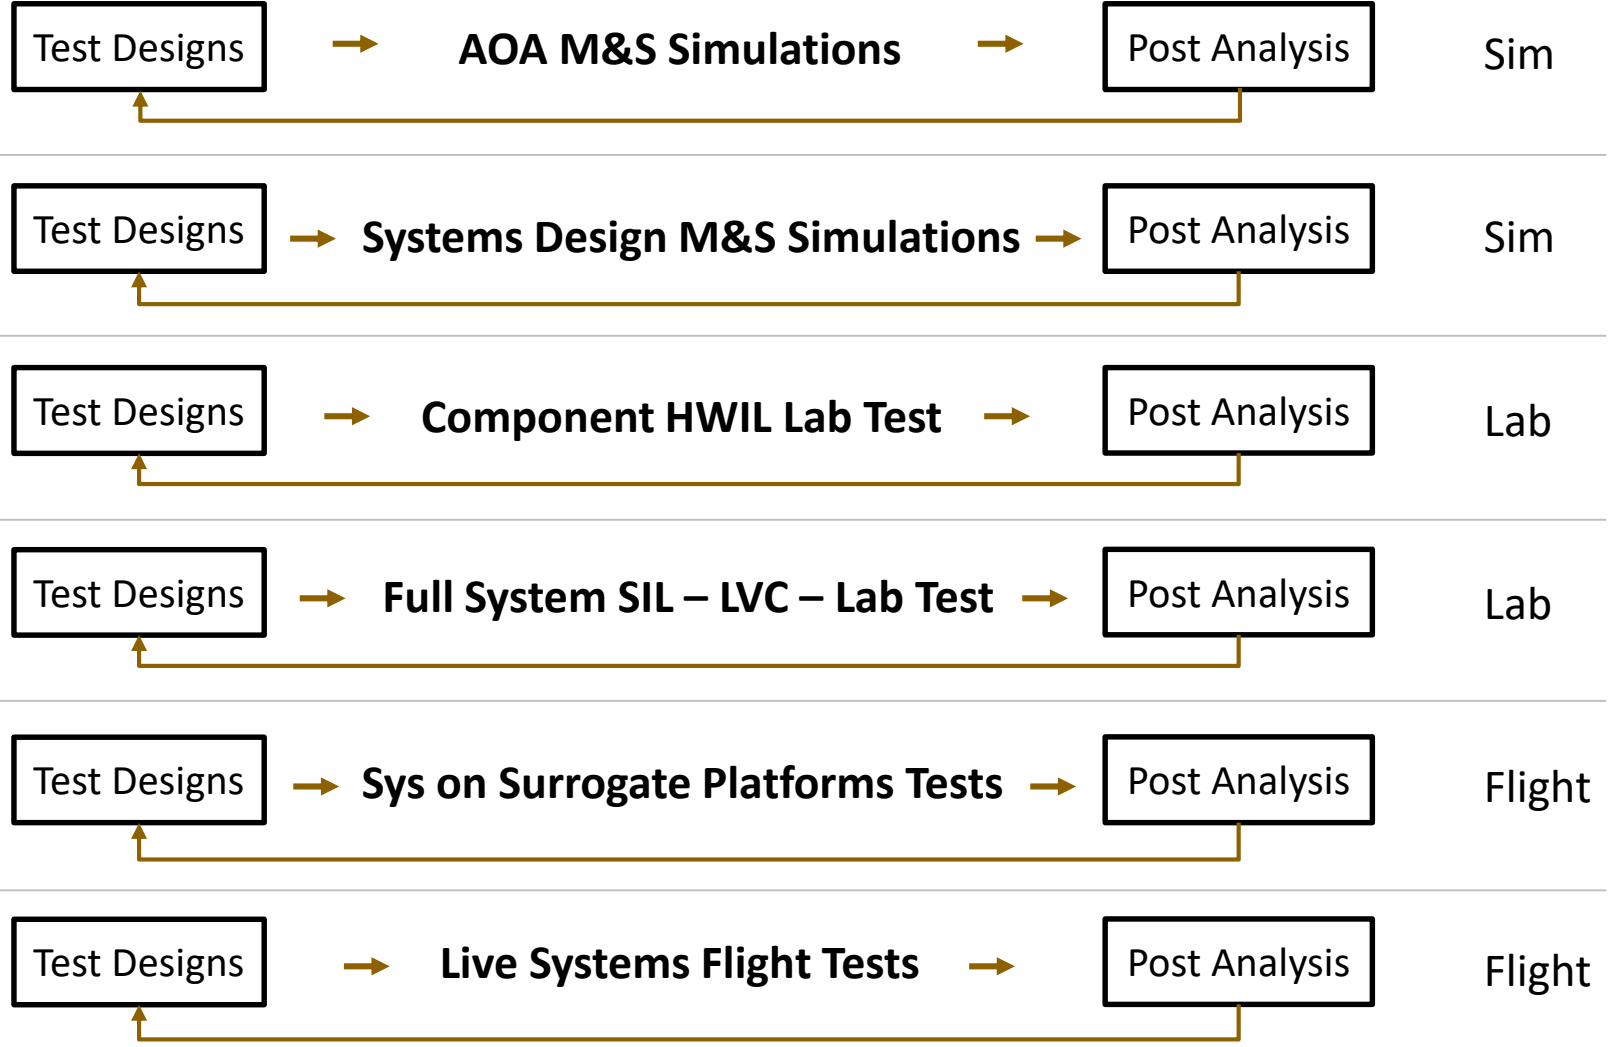 Test Designs AOA M&S Simulations Post Analysis Sim
Test Designs Systems Design M&S Simulations Post Analysis Sim
Test Designs Component HWIL Lab Test Post Analysis Lab
Test Designs Full System SIL – LVC – Lab Test Post Analysis Lab
Test Designs Sys on Surrogate Platforms Tests Post Analysis Flight
Test Designs Live Systems Flight Tests Post Analysis Flight